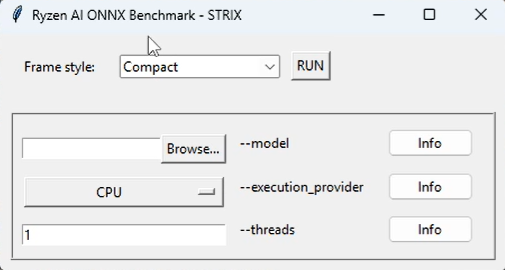 Ryzen AI ONNX Benchmark - STRIX
Frame style: Compact RUN
Browse... --model Info
CPU --execution_provider Info
1 --threads Info